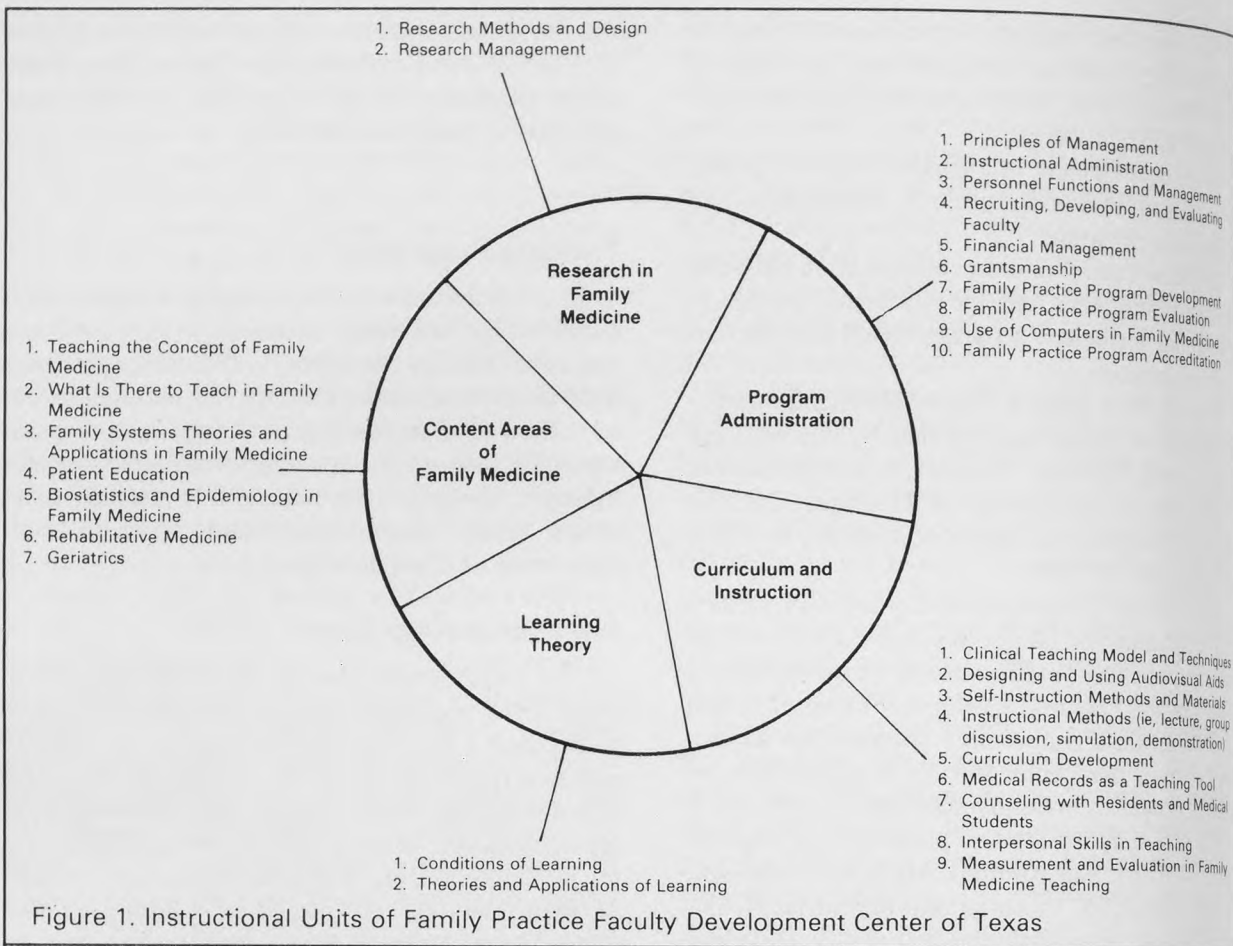 1. Research Methods and Design
2. Research Management
1. Principles of Management
2. Instructional Administration
3. Personnel Functions and Management
4. Recruiting, Developing, and Evaluating
Faculty
5. Financial Management
6. Grantsmanship
7. Family Practice Program Development
8. Family Practice Program Evaluation
9. Use of Computers in Family Medicine
10. Family Practice Program Accreditation
Research in
Family
Medicine
Program
Administration
1. Teaching the Concept of Family
Medicine
2. What Is There to Teach in Family
Medicine
3. Family Systems Theories and
Applications in Family Medicine
4. Patient Education
5. Biostatistics and Epidemiology in
Family Medicine
6. Rehabilitative Medicine
7. Geriatrics
Content Areas
of
Family Medicine
Curriculum and
Instruction
Learning
Theory
1. Clinical Teaching Model and Techniques
2. Designing and Using Audiovisual Aids
3. Self-Instruction Methods and Materials
4. Instructional Methods (ie, lecture, group
discussion, simulation, demonstration)
5. Curriculum Development
6. Medical Records as a Teaching Tool
7. Counseling with Residents and Medical
Students
8. Interpersonal Skills in Teaching
9. Measurement and Evaluation in Family
Medicine Teaching
1. Conditions of Learning
2. Theories and Applications of Learning
Figure 1. Instructional Units of Family Practice Faculty Development Center of Texas